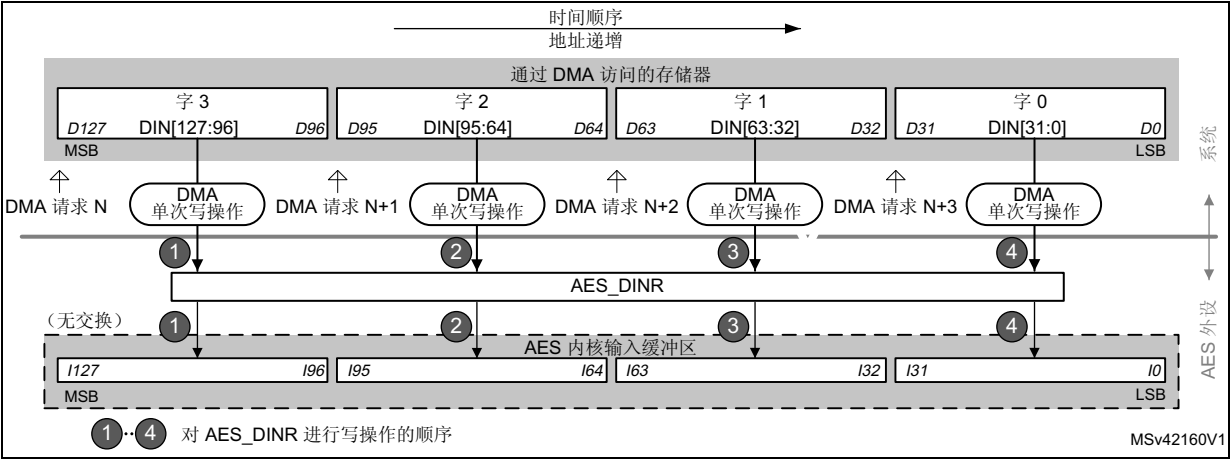 时间顺序
地址递增
通过 DMA 访问的存储器
字 3 字 2 字 1 字 0
D127 DIN[127:96] D96 D95 DIN[95:64] D64 D63 DIN[63:32] D32 D31 DIN[31:0] D0
MSB LSB
系统
DMA 请求 N DMA 单次写操作 DMA 请求 N+1 DMA 单次写操作 DMA 请求 N+2 DMA 单次写操作 DMA 请求 N+3 DMA 单次写操作
1 2 3 4
AES_DINR
(无交换) 1 2 3 4
AES 内核输入缓冲区
I127 I96 I95 I64 I63 I32 I31 I0
MSB LSB
AES 外设
1··4 对 AES_DINR 进行写操作的顺序
MSv42160V1